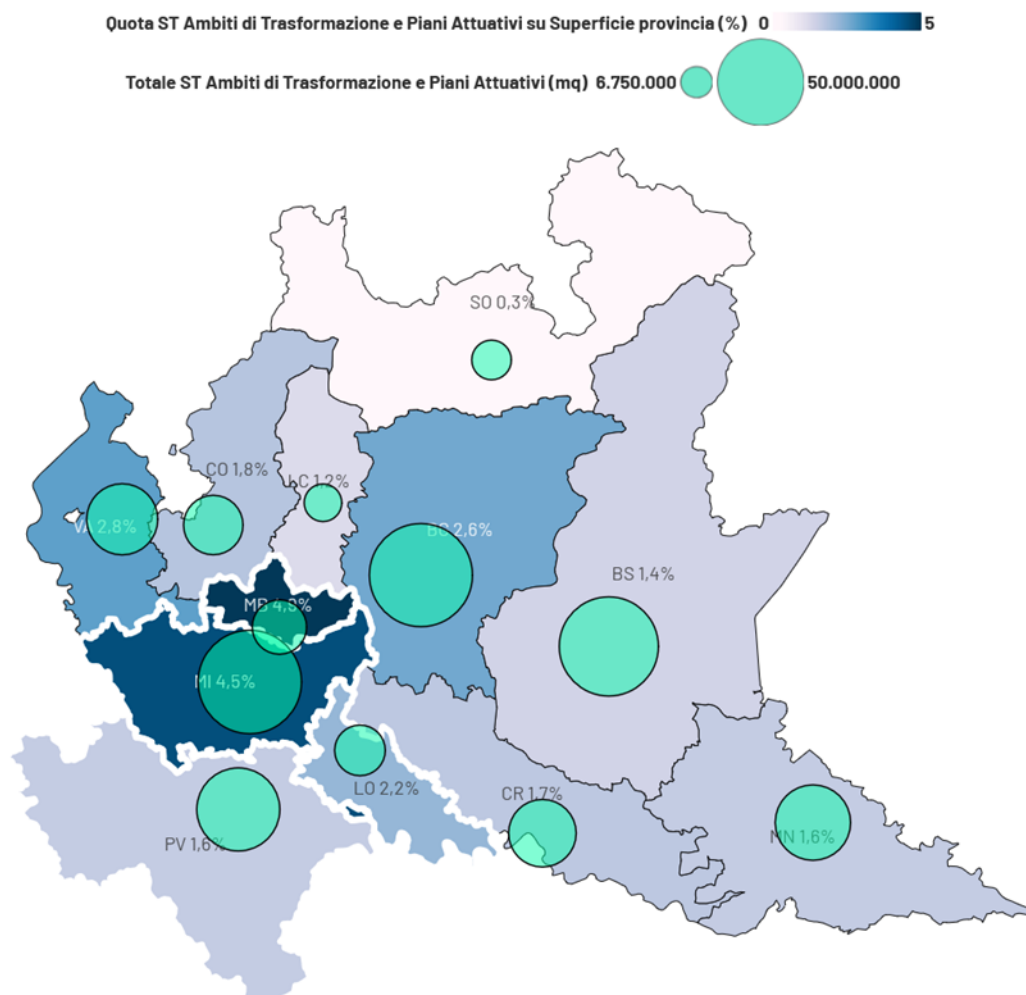 Quota ST Ambiti di Trasformazione e Piani Attuativi su Superficie provincia (%) 0 5
Totale ST Ambiti di Trasformazione e Piani Attuativi (mq) 6.750.000 50.000.000
SO 0,3%
CO 1,8%
LC 1,2%
VA 2,8%
BG 2,6%
BS 1,4%
MB 4,9%
MI 4,5%
LO 2,2%
CR 1,7%
PV 1,6%
MN 1,6%